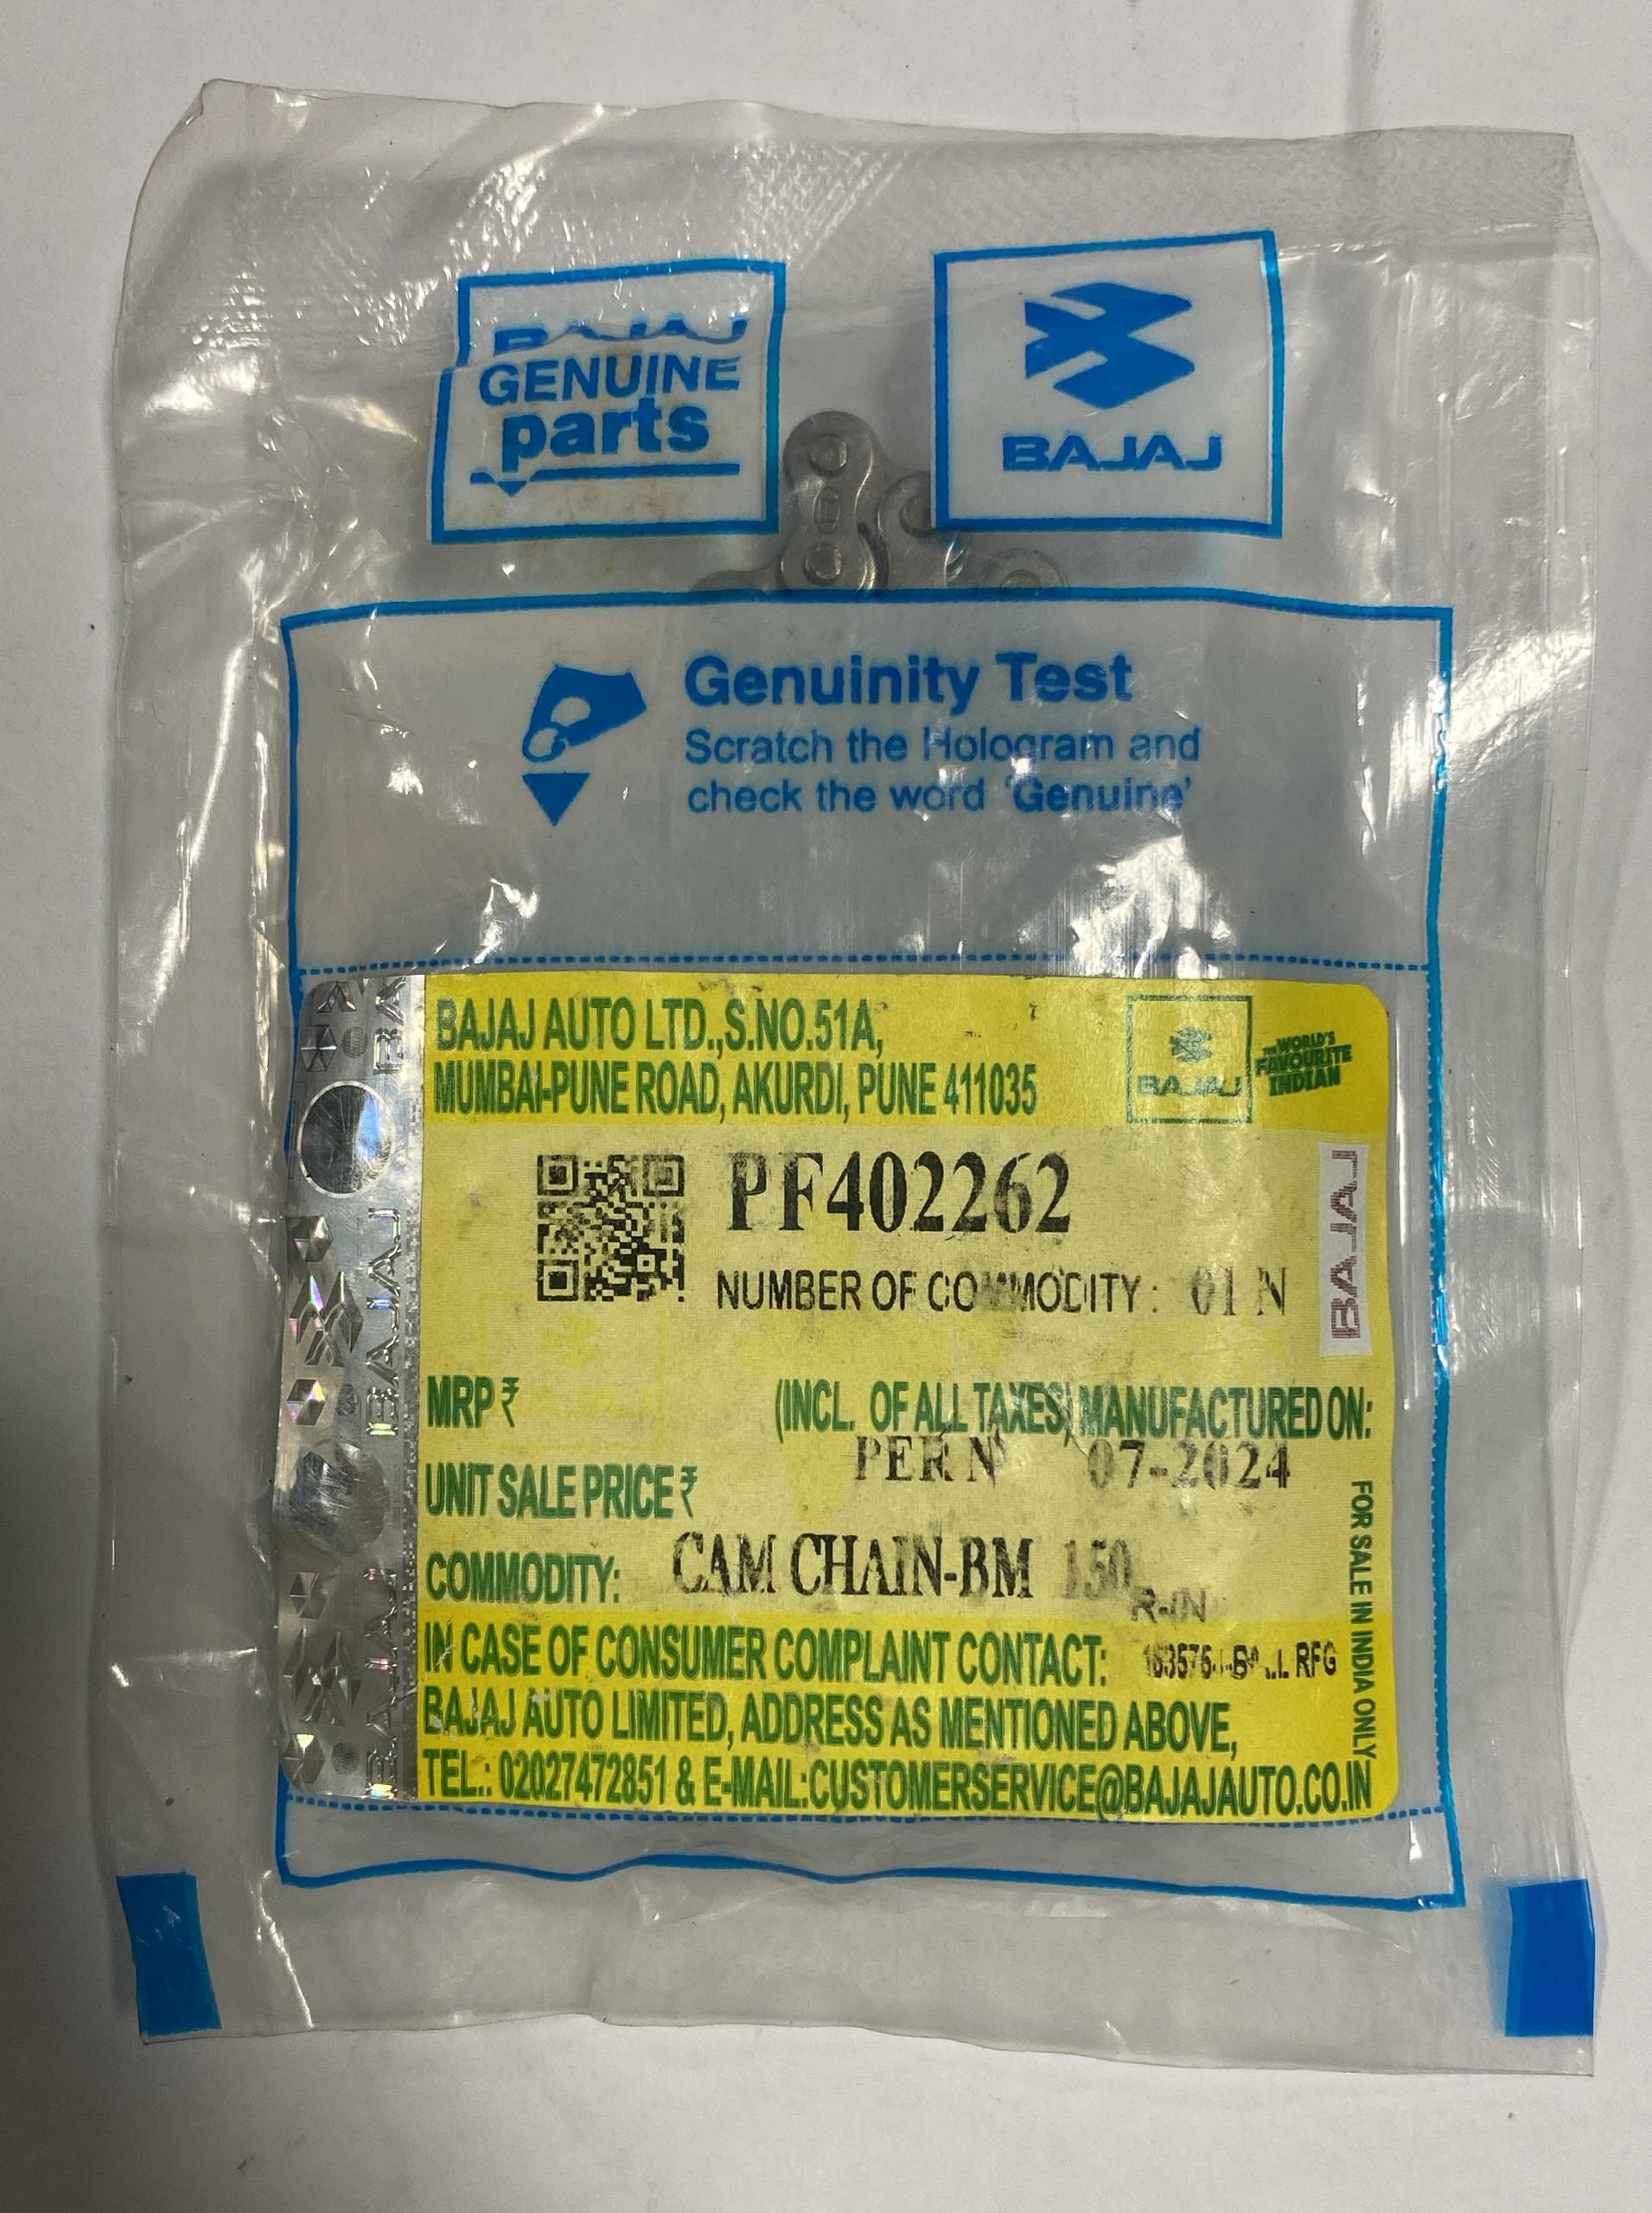 BAJAJ
GENUINE
parts
BAJAJ
Genuinity Test
Scratch the Hologram and
check the word 'Genuine'
BAJAJ AUTO LTD.,S.NO.51A,
MUMBAI-PUNE ROAD, AKURDI, PUNE 411035
BAJAJ
THE WORLD'S
FAVOURITE
INDIAN
PF402262
NUMBER OF COMMODITY : 01 N
BAJAJ
MRP ₹ (INCL. OF ALL TAXES) MANUFACTURED ON:
PER N 07-2024
UNIT SALE PRICE ₹
COMMODITY: CAM CHAIN-BM 150
R-IN
IN CASE OF CONSUMER COMPLAINT CONTACT: RFG
BAJAJ AUTO LIMITED, ADDRESS AS MENTIONED ABOVE,
TEL.: 02027472851 & E-MAIL:CUSTOMERSERVICE@BAJAJAUTO.CO.IN
FOR SALE IN INDIA ONLY
BAJAJ
BAJAJ
BAJAJ